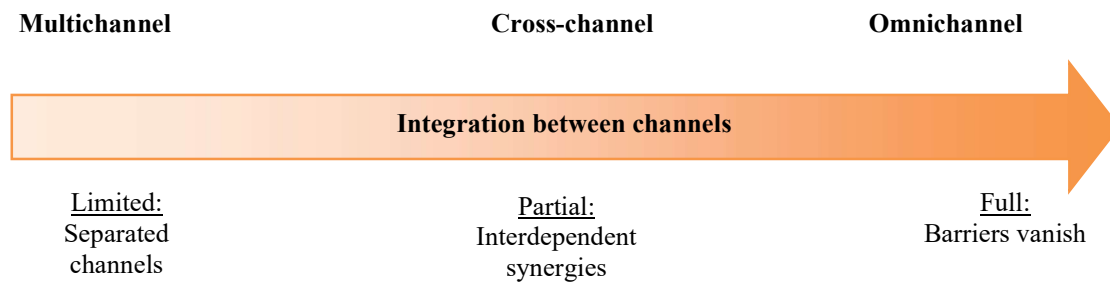 Multichannel Cross-channel Omnichannel
Integration between channels
Limited:
Separated
channels
Partial:
Interdependent
synergies
Full:
Barriers vanish